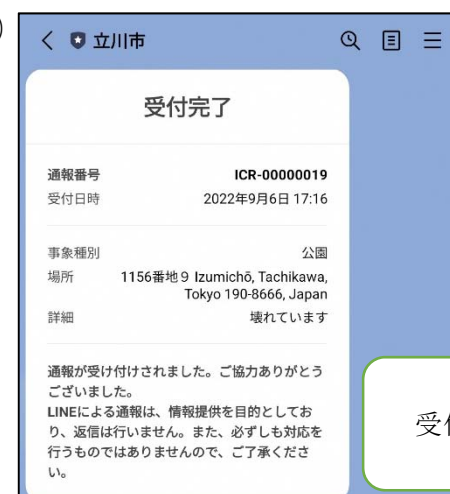 )
立川市
受付完了
通報番号 ICR-00000019
受付日時 2022年9月6日 17:16
事象種別 公園
場所 1156番地9 Izumichō, Tachikawa,
Tokyo 190-8666, Japan
詳細 壊れています
通報が受け付けされました。ご協力ありがとう
ございました。
LINEによる通報は、情報提供を目的としてお
り、返信は行いません。また、必ずしも対応を
行うものではありませんので、ご了承くださ
い。
受